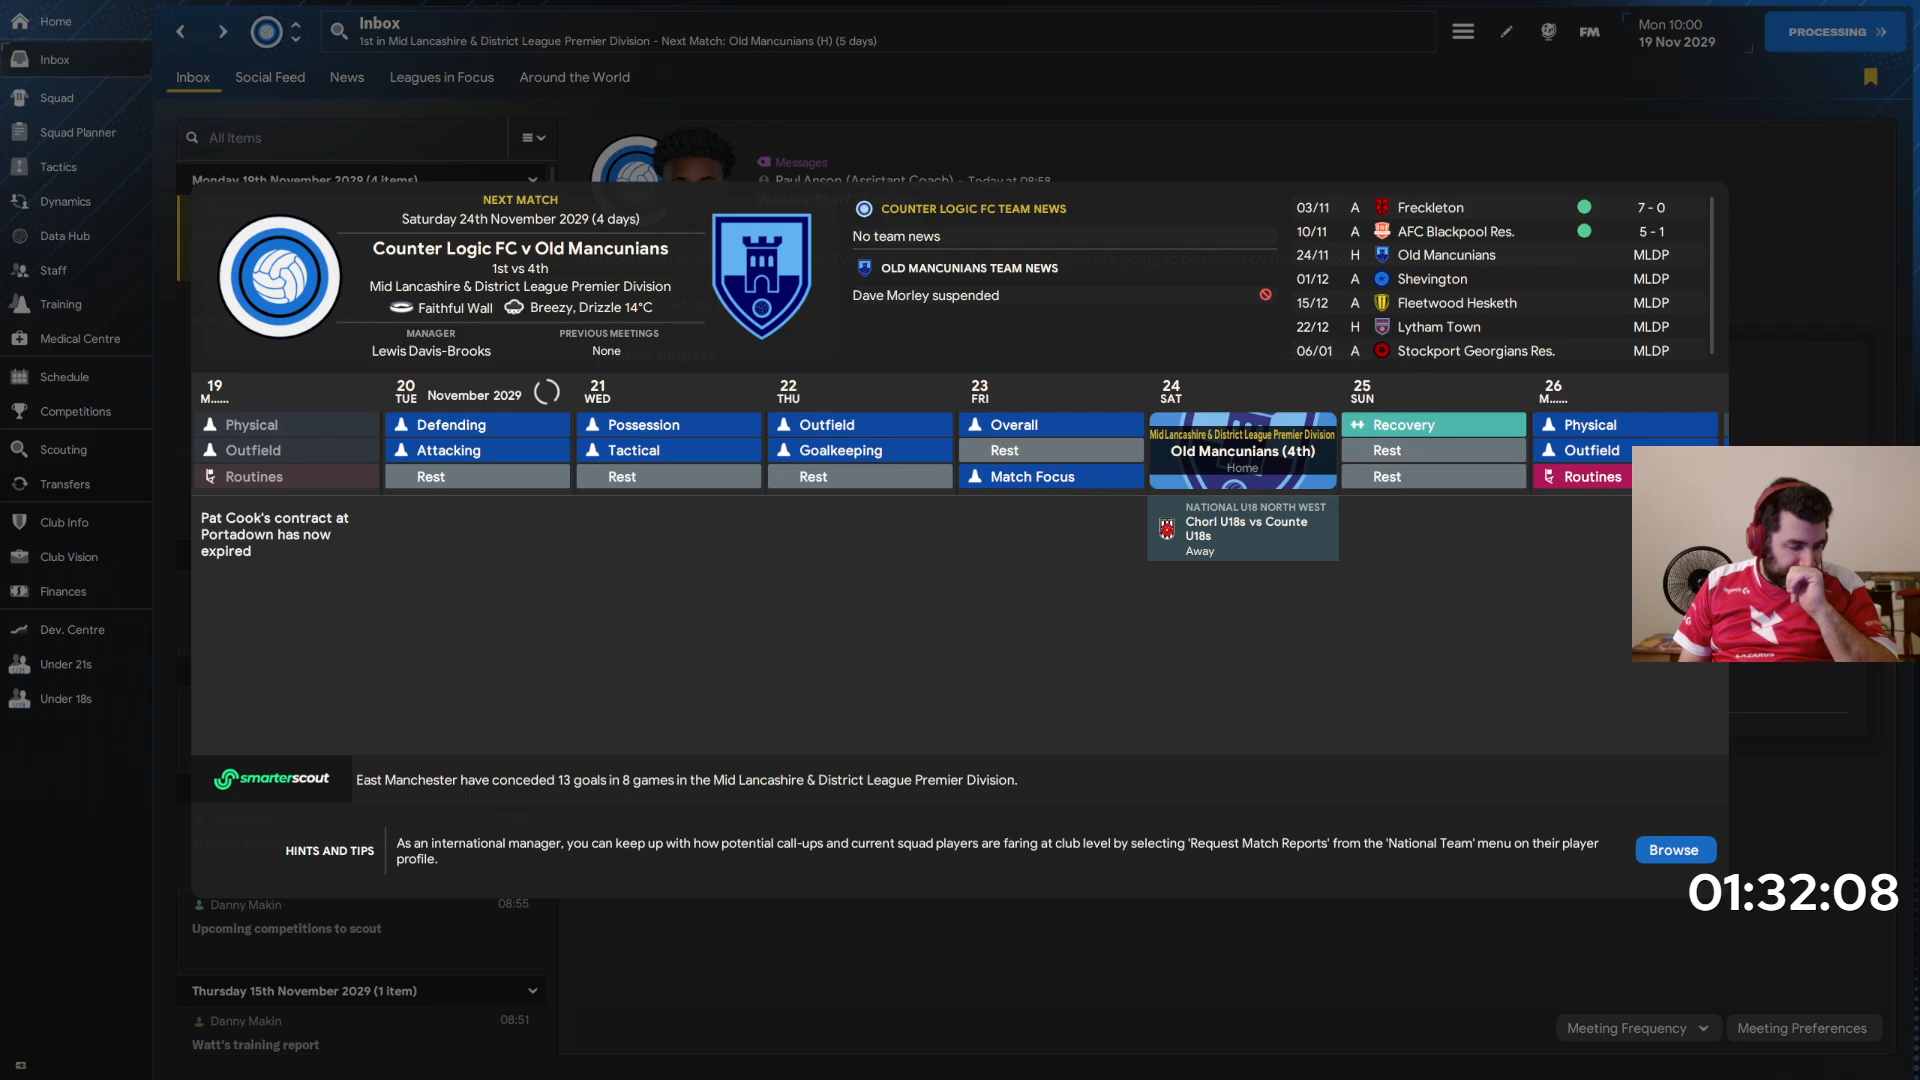 Home
Inbox
1st in Mid Lancashire & District League Premier Division - Next Match: Old Mancunians (H) (5 days)
FM
Mon 10:00
19 Nov 2029
PROCESSING
Inbox
Inbox
Social Feed
News
Leagues in Focus
Around the World
Squad
Squad Planner
Tactics
Dynamics
Data Hub
Staff
Training
Medical Centre
Schedule
Competitions
Scouting
Transfers
Club Info
Club Vision
Finances
Dev. Centre
Under 21s
Under 18s
All Items
Monday 19th November 2029 (4 items)
Messages
Paul Anson (Assistant Coach) - Today at 08:58
NEXT MATCH
Saturday 24th November 2029 (4 days)
Counter Logic FC v Old Mancunians
1st vs 4th
Mid Lancashire & District League Premier Division
Faithful Wall
Breezy, Drizzle 14°C
MANAGER
Lewis Davis-Brooks
PREVIOUS MEETINGS
None
COUNTER LOGIC FC TEAM NEWS
No team news
OLD MANCUNIANS TEAM NEWS
Dave Morley suspended
03/11 A Freckleton 7 - 0
10/11 A AFC Blackpool Res. 5 - 1
24/11 H Old Mancunians MLDP
01/12 A Shevington MLDP
15/12 A Fleetwood Hesketh MLDP
22/12 H Lytham Town MLDP
06/01 A Stockport Georgians Res. MLDP
19 M......
20 TUE
November 2029
21 WED
22 THU
23 FRI
24 SAT
25 SUN
26 M......
Physical
Defending
Possession
Outfield
Overall
Mid Lancashire & District League Premier Division
Old Mancunians (4th)
Home
Recovery
Physical
Outfield
Attacking
Tactical
Goalkeeping
Rest
Rest
Outfield
Routines
Rest
Rest
Rest
Match Focus
Rest
Routines
Pat Cook's contract at
Portadown has now
expired
NATIONAL U18 NORTH WEST
Chorl U18s vs Counte
U18s
Away
smarterscout
East Manchester have conceded 13 goals in 8 games in the Mid Lancashire & District League Premier Division.
HINTS AND TIPS
As an international manager, you can keep up with how potential call-ups and current squad players are faring at club level by selecting 'Request Match Reports' from the 'National Team' menu on their player
profile.
Browse
01:32:08
Danny Makin 08:55
Upcoming competitions to scout
Thursday 15th November 2029 (1 item)
Danny Makin 08:51
Watt's training report
Meeting Frequency
Meeting Preferences